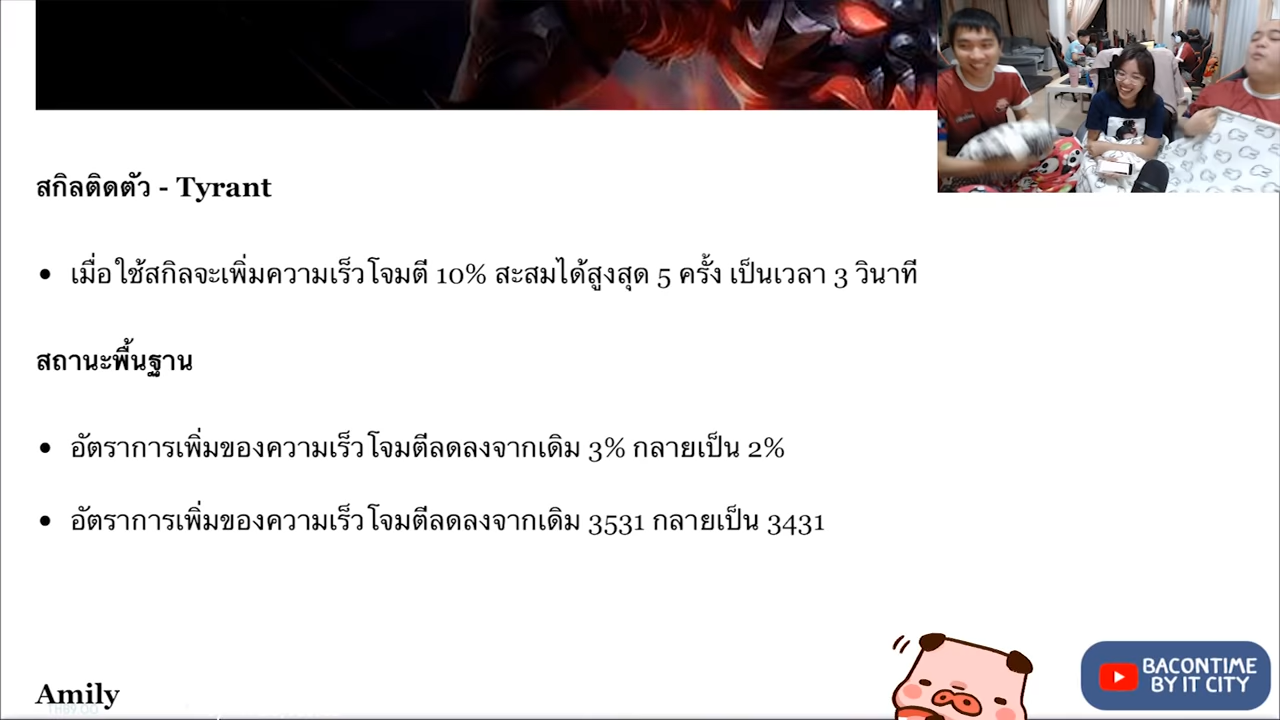 สกิลติดตัว - Tyrant
เมื่อใช้สกิลจะเพิ่มความเร็วโจมตี 10% สะสมได้สูงสุด 5 ครั้ง เป็นเวลา 3 วินาที
สถานะพื้นฐาน
อัตราการเพิ่มของความเร็วโจมตีลดลงจากเดิม 3% กลายเป็น 2%
อัตราการเพิ่มของความเร็วโจมตีลดลงจากเดิม 3531 กลายเป็น 3431
Amily
BACONTIME
BY IT CITY